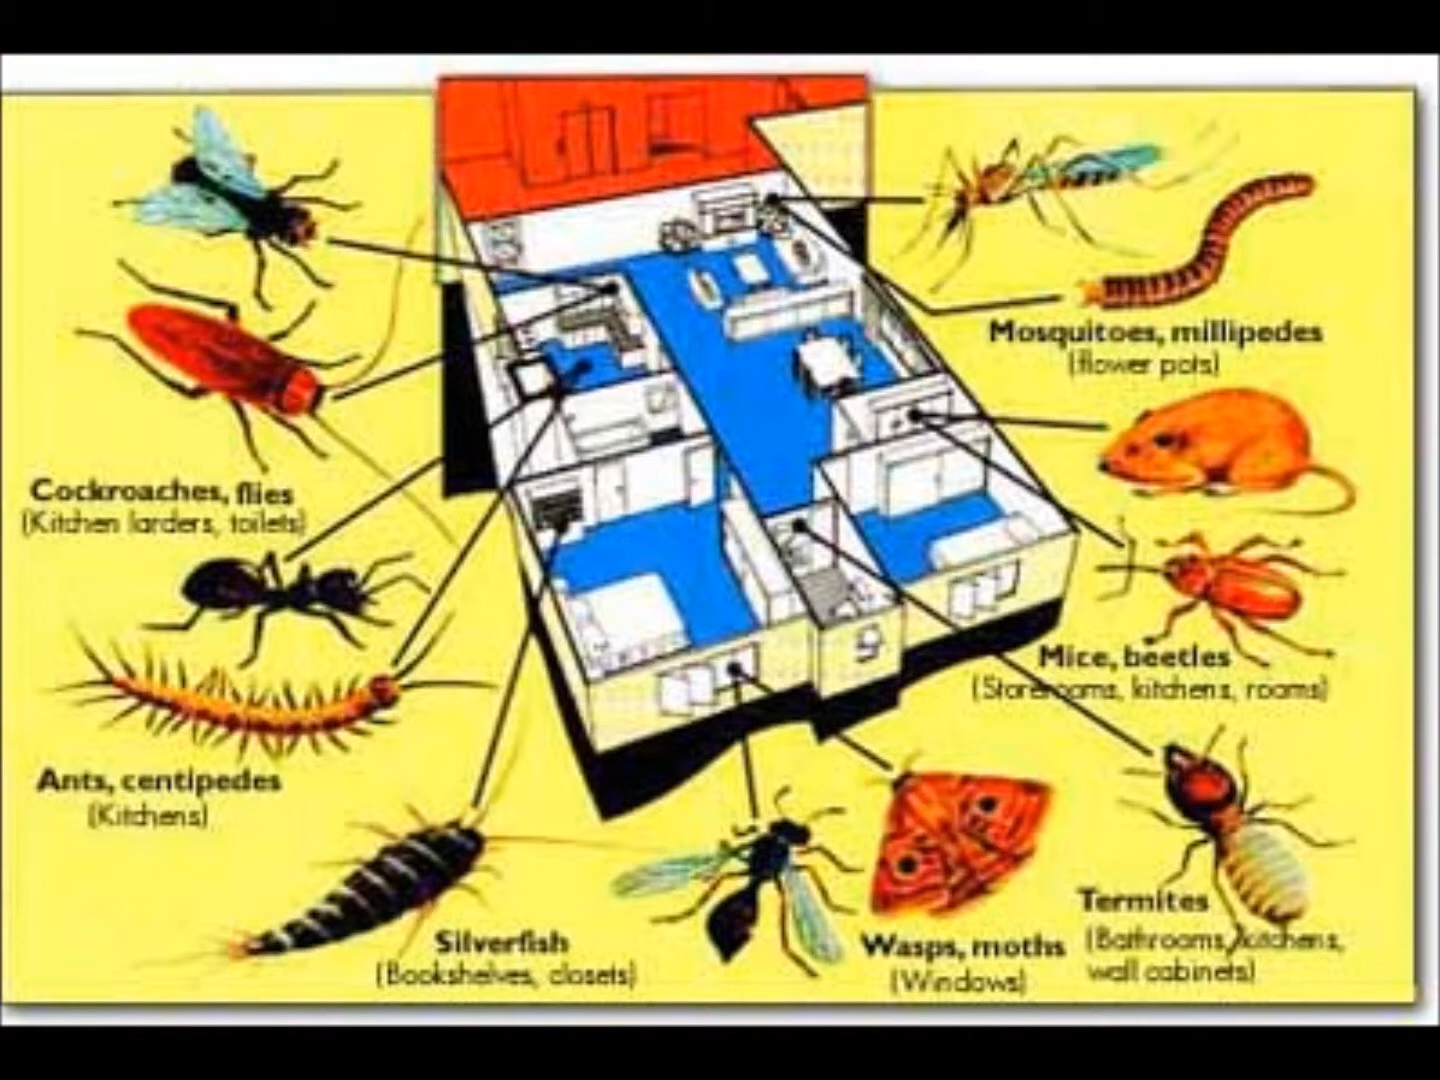 Mosquitoes, millipedes
(flower pots)
Cockroaches, flies
(Kitchen larders, toilets)
Mice, beetles
(Storerooms, kitchens, rooms)
Ants, centipedes
(Kitchens)
Silverfish
(Bookshelves, closets)
Wasps, moths
(Windows)
Termites
(Bathrooms, kitchens,
wall cabinets)